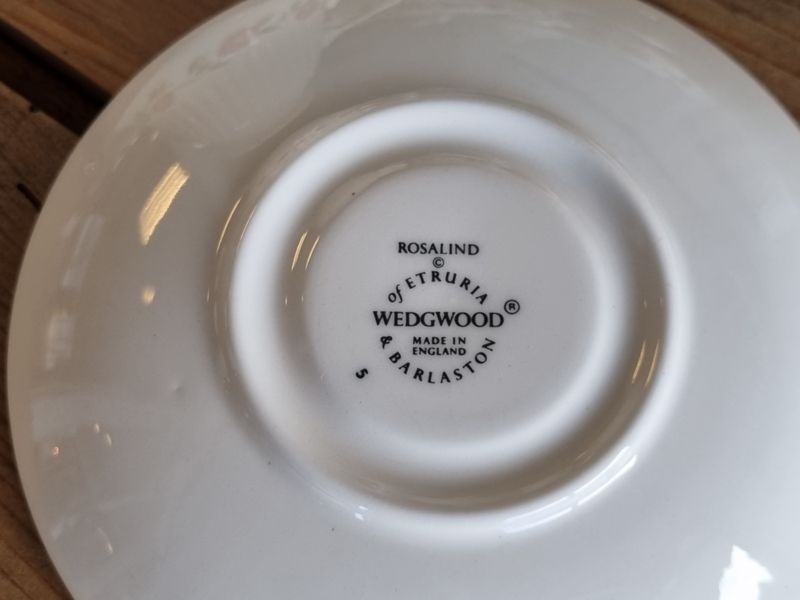 ROSALIND
©
of ETRURIA
WEDGWOOD®
MADE IN
ENGLAND
& BARLASTON
5